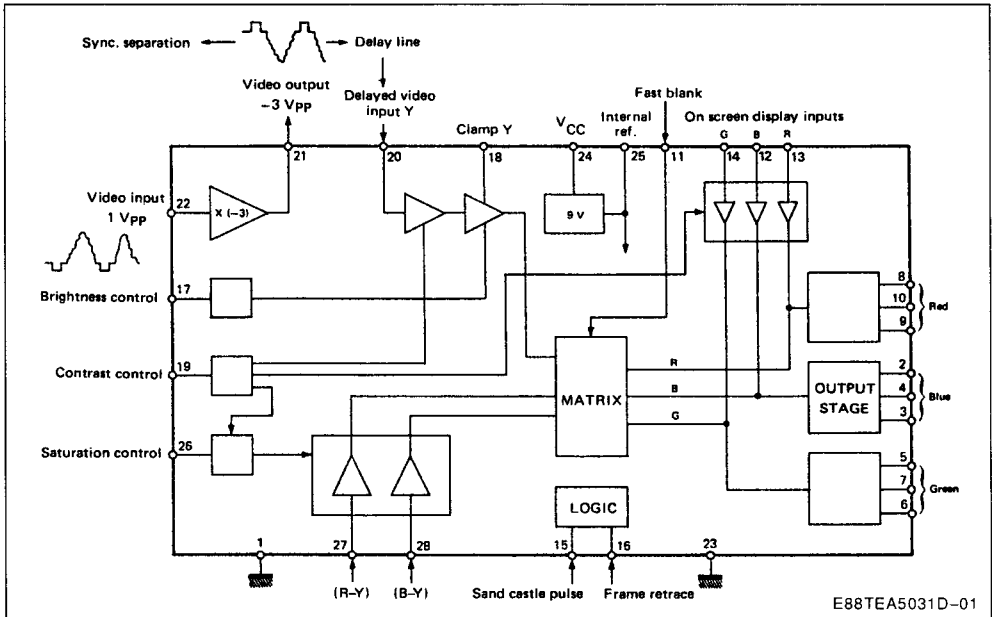 Sync. separation
Delay line
Video output
-3 VPP
Delayed video
input Y
Clamp Y
VCC
Internal
ref.
Fast blank
On screen display inputs
G B R
21
20
18
24
25
11
14
12
13
Video input
1 VPP
22
X (-3)
9 V
Brightness control
17
8
10
9
Red
Contrast control
19
MATRIX
R
B
G
OUTPUT
STAGE
2
4
3
Blue
Saturation control
26
5
7
6
Green
LOGIC
1
27
28
15
16
23
(R-Y)
(B-Y)
Sand castle pulse
Frame retrace
E88TEA5031D-01